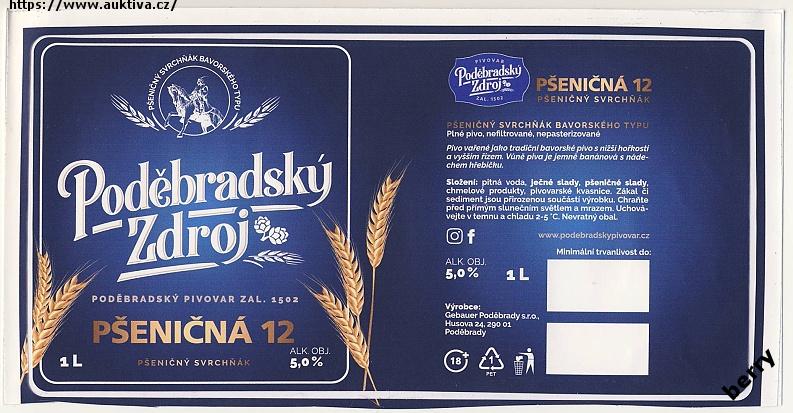 https://www.auktiva.cz/
PŠENIČNÝ SVRCHŇÁK BAVORSKÉHO TYPU
Poděbradský
Zdroj
PODĚBRADSKÝ PIVOVAR ZAL. 1502
PŠENIČNÁ 12
1 L
PŠENIČNÝ SVRCHŇÁK
ALK. OBJ.
5,0 %
PIVOVAR
Poděbradský
Zdroj
ZAL. 1502
PŠENIČNÁ 12
PŠENIČNÝ SVRCHŇÁK
PŠENIČNÝ SVRCHŇÁK BAVORSKÉHO TYPU
Plné pivo, nefiltrované, nepasterizované
Pivo vařené jako tradiční bavorské pivo s nižší hořkostí
a vyšším řízem. Vůně piva je jemně banánová s náde-
chem hřebíčku.
Složení: pitná voda, ječné slady, pšeničné slady,
chmelové produkty, pivovarské kvasnice. Zákal či
sediment jsou přirozenou součástí výrobku. Chraňte
před přímým slunečním světlem a mrazem. Uchová-
vejte v temnu a chladu 2-5 °C. Nevratný obal.
www.podebradskypivovar.cz
Minimální trvanlivost do:
ALK. OBJ.
5,0 %
1 L
Výrobce:
Gebauer Poděbrady s.r.o.,
Husova 24, 290 01
Poděbrady
18+
1
PET
berry